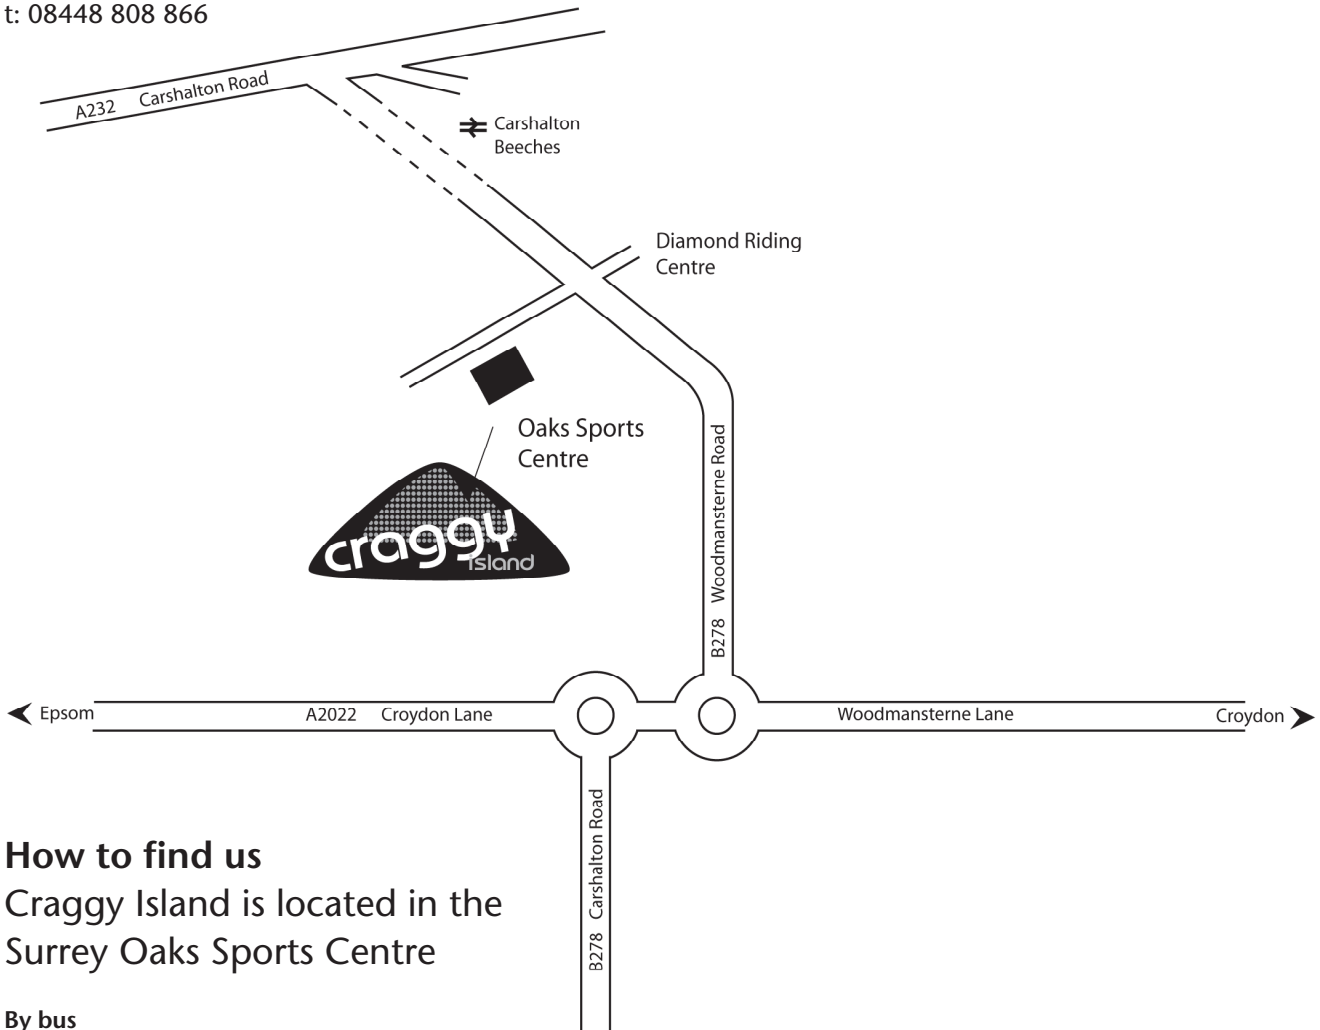 t: 08448 808 866
A232 Carshalton Road
Carshalton
Beeches
Diamond Riding
Centre
Oaks Sports
Centre
craggy
island
B278 Woodmansterne Road
Epsom
A2022 Croydon Lane
Woodmansterne Lane
Croydon
B278 Carshalton Road
How to find us
Craggy Island is located in the
Surrey Oaks Sports Centre
By bus